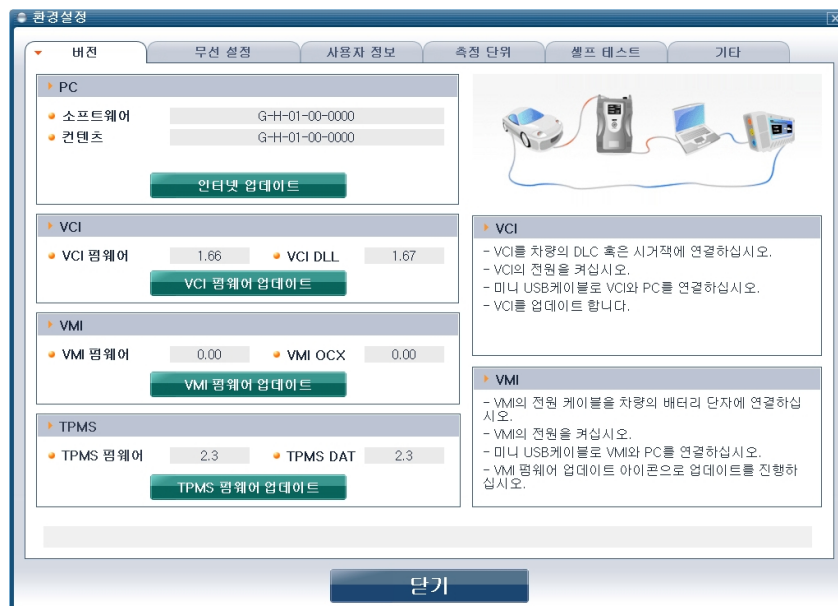 환경설정
버전
무선 설정
사용자 정보
측정 단위
셀프 테스트
기타
PC
소프트웨어 G-H-01-00-0000
컨텐츠 G-H-01-00-0000
인터넷 업데이트
VCI
VCI 펌웨어 1.66 VCI DLL 1.67
VCI 펌웨어 업데이트
VMI
VMI 펌웨어 0.00 VMI OCX 0.00
VMI 펌웨어 업데이트
TPMS
TPMS 펌웨어 2.3 TPMS DAT 2.3
TPMS 펌웨어 업데이트
VCI
- VCI를 차량의 DLC 혹은 시거잭에 연결하십시오.
- VCI의 전원을 켜십시오.
- 미니 USB케이블로 VCI와 PC를 연결하십시오.
- VCI를 업데이트 합니다.
VMI
- VMI의 전원 케이블을 차량의 배터리 단자에 연결하십
시오.
- VMI의 전원을 켜십시오.
- 미니 USB케이블로 VMI와 PC를 연결하십시오.
- VMI 펌웨어 업데이트 아이콘으로 업데이트를 진행하
십시오.
닫기